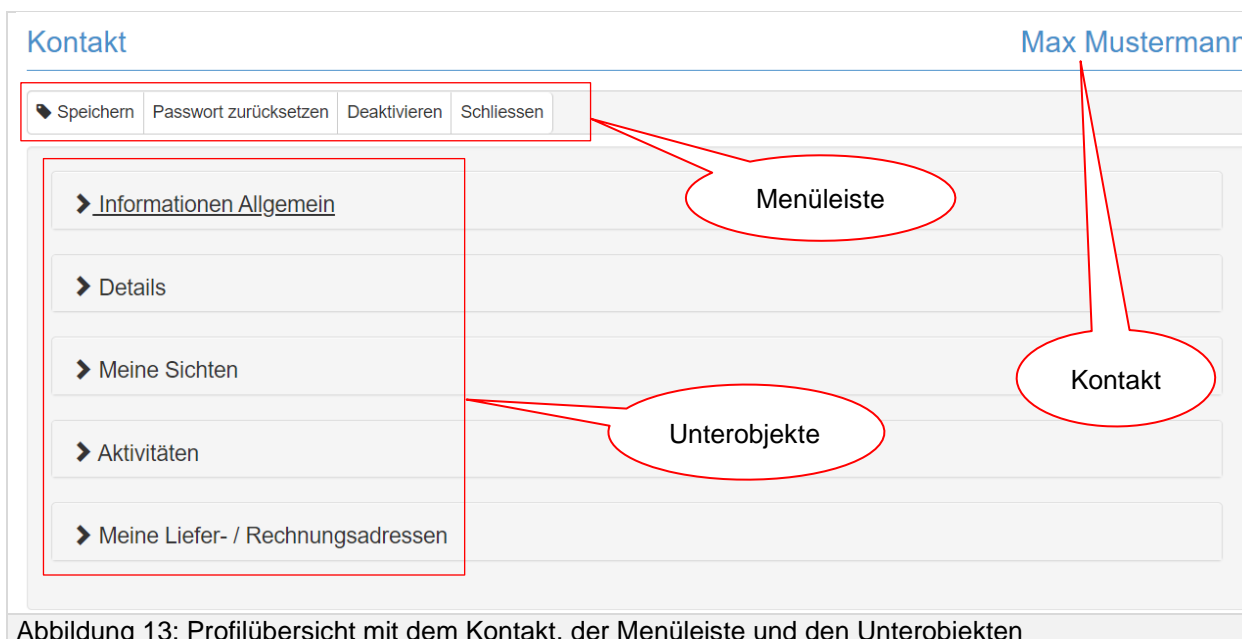 Kontakt
Max Mustermann
Speichern Passwort zurücksetzen Deaktivieren Schliessen
Menüleiste
Informationen Allgemein
Details
Meine Sichten
Kontakt
Unterobjekte
Aktivitäten
Meine Liefer- / Rechnungsadressen
Abbildung 13: Profilübersicht mit dem Kontakt, der Menüleiste und den Unterobjekten